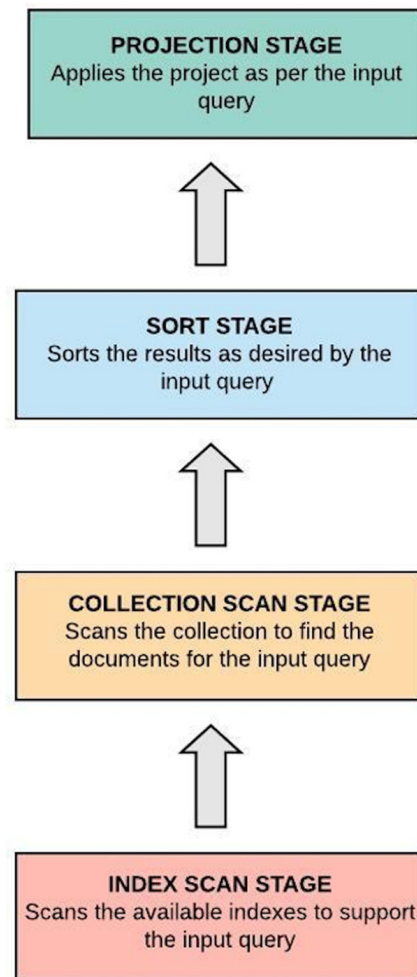 PROJECTION STAGE
Applies the project as per the input
query
SORT STAGE
Sorts the results as desired by the
input query
COLLECTION SCAN STAGE
Scans the collection to find the
documents for the input query
INDEX SCAN STAGE
Scans the available indexes to support
the input query